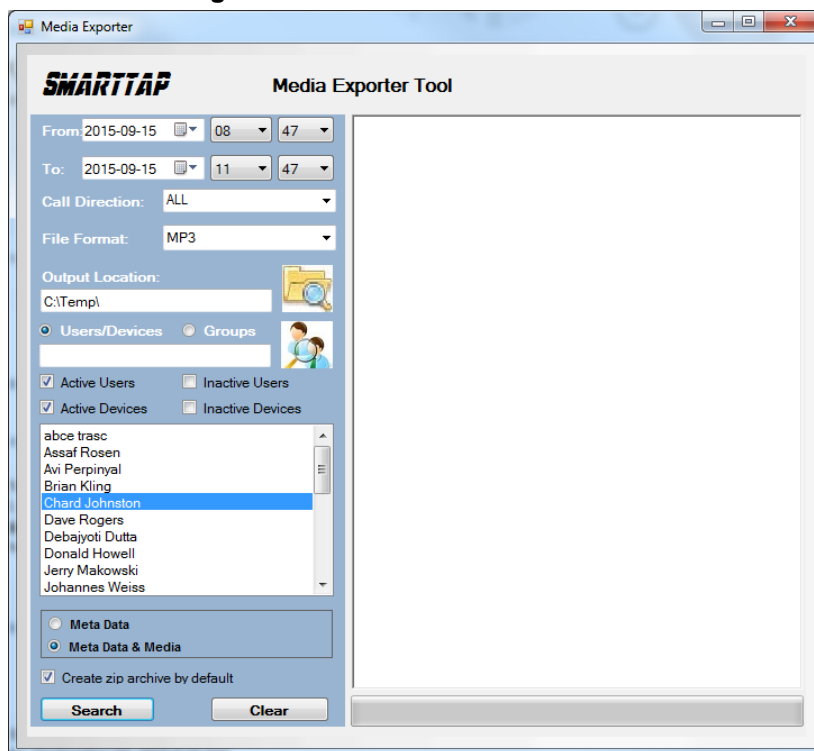 Media Exporter
SMARTTAP
Media Exporter Tool
From: 2015-09-15 08 47
To: 2015-09-15 11 47
Call Direction: ALL
File Format: MP3
Output Location:
C:\Temp\
Users/Devices Groups
Active Users Inactive Users
Active Devices Inactive Devices
abce trasc
Assaf Rosen
Avi Perpinyal
Brian Kling
Chard Johnston
Dave Rogers
Debajyoti Dutta
Donald Howell
Jerry Makowski
Johannes Weiss
Meta Data
Meta Data & Media
Create zip archive by default
Search Clear